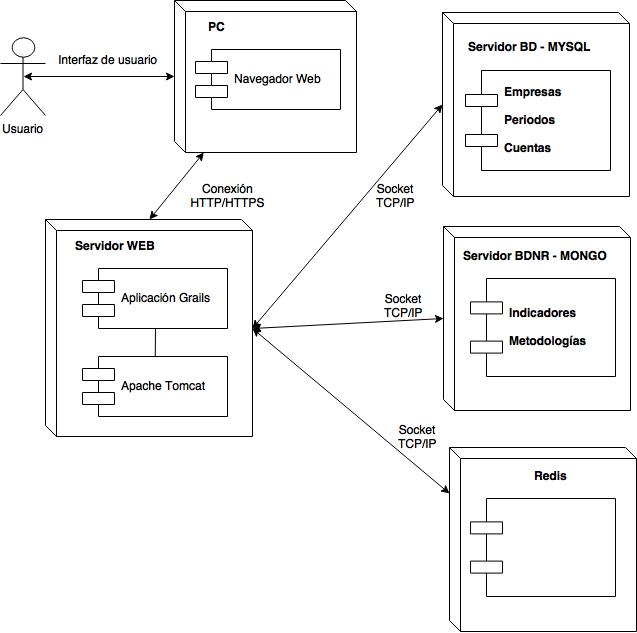 PC
Interfaz de usuario
Navegador Web
Usuario
Servidor BD - MYSQL
Empresas
Periodos
Cuentas
Conexión
HTTP/HTTPS
Socket
TCP/IP
Servidor WEB
Aplicación Grails
Apache Tomcat
Servidor BDNR - MONGO
Indicadores
Metodologías
Socket
TCP/IP
Socket
TCP/IP
Redis